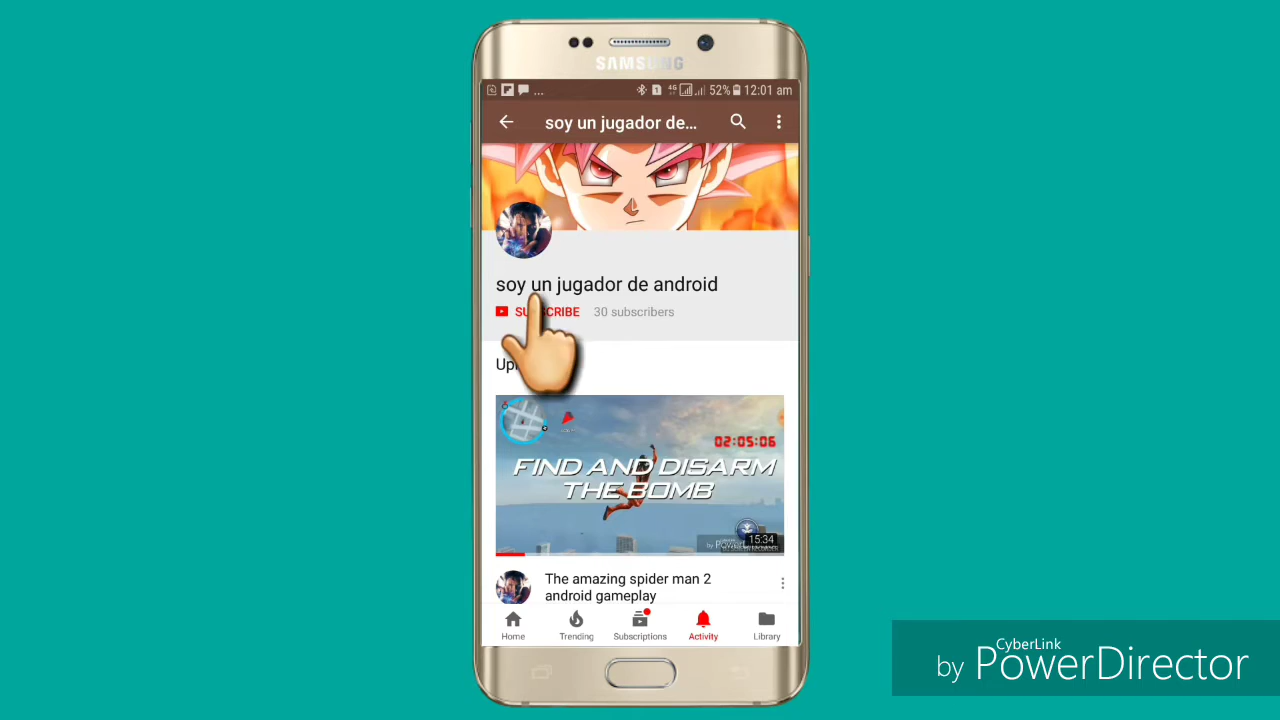 SAMSUNG
... 1 4G 52% 12:01 am
soy un jugador de...
soy un jugador de android
SUBSCRIBE 30 subscribers
02:05:06
FIND AND DISARM
THE BOMB
15:34
The amazing spider man 2
android gameplay
Home Trending Subscriptions Activity Library
CyberLink
by PowerDirector